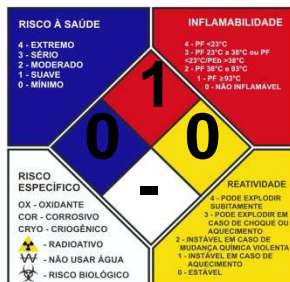 RISCO À SAÚDE
4 - EXTREMO
3 - SÉRIO
2 - MODERADO
1 - SUAVE
0 - MÍNIMO
INFLAMABILIDADE
4 - PF <23°C
3 - PF 23°C a 38°C ou PF
<23°C/PEb >38°C
2 - PF 38°C e 93°C
1 - PF ≥93°C
0 - NÃO INFLAMÁVEL
1
0
0
-
RISCO
ESPECÍFICO
OX - OXIDANTE
COR - CORROSIVO
CRYO - CRIOGÊNICO
- RADIOATIVO
W - NÃO USAR ÁGUA
- RISCO BIOLÓGICO
REATIVIDADE
4 - PODE EXPLODIR
SUBITAMENTE
3 - PODE EXPLODIR EM
CASO DE CHOQUE OU
AQUECIMENTO
2 - INSTÁVEL EM CASO DE
MUDANÇA QUÍMICA VIOLENTA
1 - INSTÁVEL EM CASO DE
AQUECIMENTO
0 - ESTÁVEL